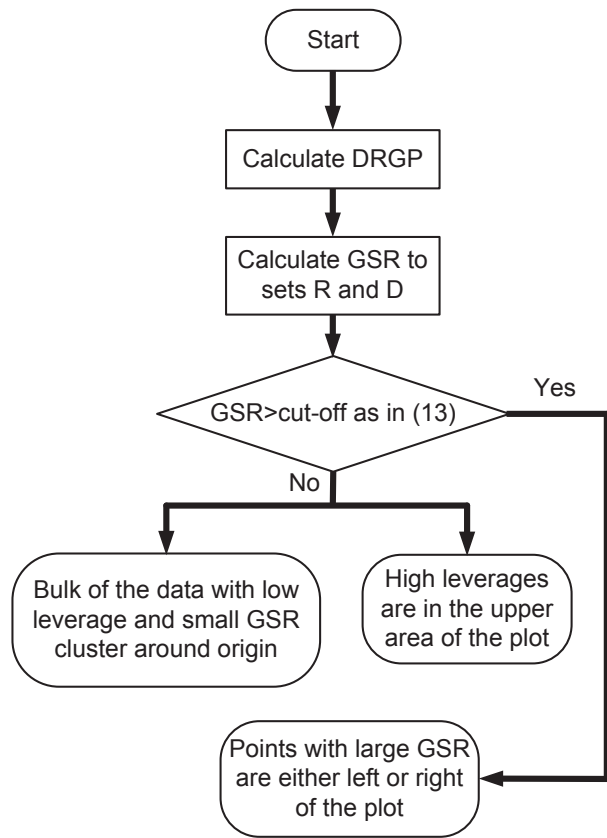 Start
Calculate DRGP
Calculate GSR to
sets R and D
GSR>cut-off as in (13)
Yes
No
Bulk of the data with low
leverage and small GSR
cluster around origin
High leverages
are in the upper
area of the plot
Points with large GSR
are either left or right
of the plot